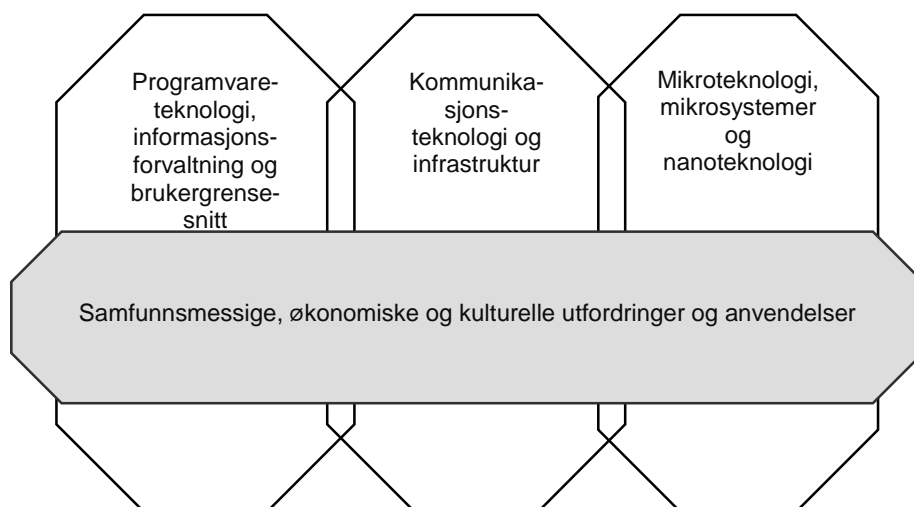 Programvare-
teknologi,
informasjons-
forvaltning og
brukergrense-
snitt
Kommunika-
sjons-
teknologi og
infrastruktur
Mikroteknologi,
mikrosystemer
og
nanoteknologi
Samfunnsmessige, økonomiske og kulturelle utfordringer og anvendelser